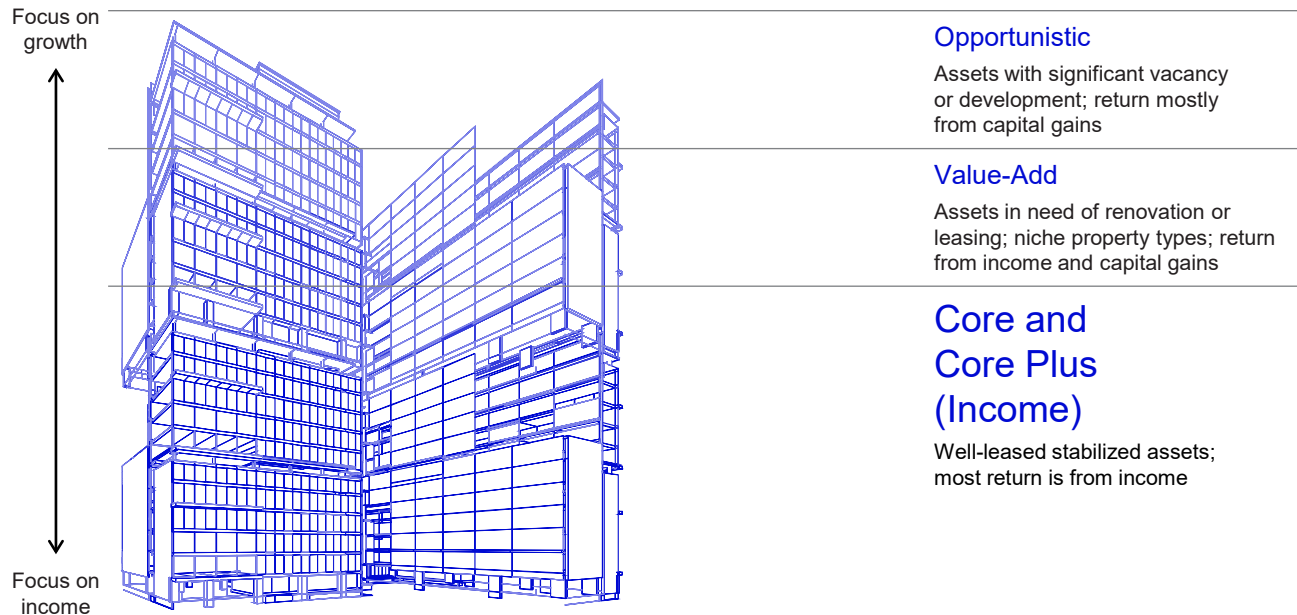 Focus on
growth
Opportunistic
Assets with significant vacancy
or development; return mostly
from capital gains
Value-Add
Assets in need of renovation or
leasing; niche property types; return
from income and capital gains
Core and
Core Plus
(Income)
Well-leased stabilized assets;
most return is from income
Focus on
income